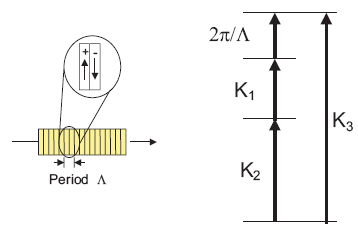 + -
Period Λ
2π/Λ
K₁
K₂
K₃